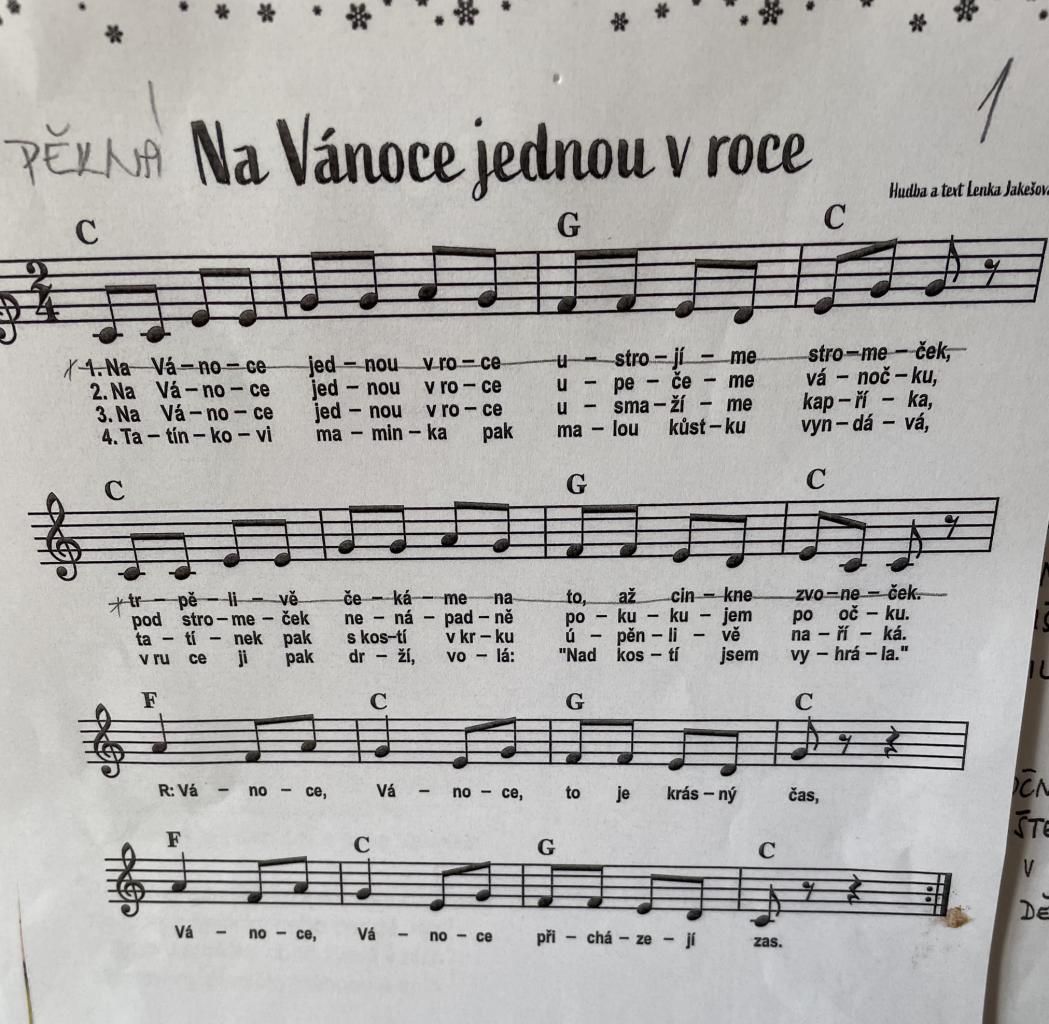 PĚKNÁ
1
Na Vánoce jednou v roce
Hudba a text Lenka Jakešov
C G C
2
4
1. Na Vá – no – ce jed – nou v ro – ce u – stro – jí – me stro – me – ček,
2. Na Vá – no – ce jed – nou v ro – ce u – pe – če – me vá – noč – ku,
3. Na Vá – no – ce jed – nou v ro – ce u – sma – ží – me kap – ří – ka,
4. Ta – tín – ko – vi ma – min – ka pak ma – lou kůst – ku vyn – dá – vá,
C G C
tr – pě – li – vě če – ká – me na to, až cin – kne zvo – ne – ček.
pod stro – me – ček ne – ná – pad – ně po – ku – ku – jem po oč – ku.
ta – tí – nek pak s kos – tí v kr – ku ú – pěn – li – vě na – ří – ká.
v ru ce ji pak dr – ží, vo – lá: "Nad kos – tí jsem vy – hrá – la."
F C G C
R: Vá – no – ce, Vá – no – ce, to je krás – ný čas,
F C G C
Vá – no – ce, Vá – no – ce při – chá – ze – jí zas.
V